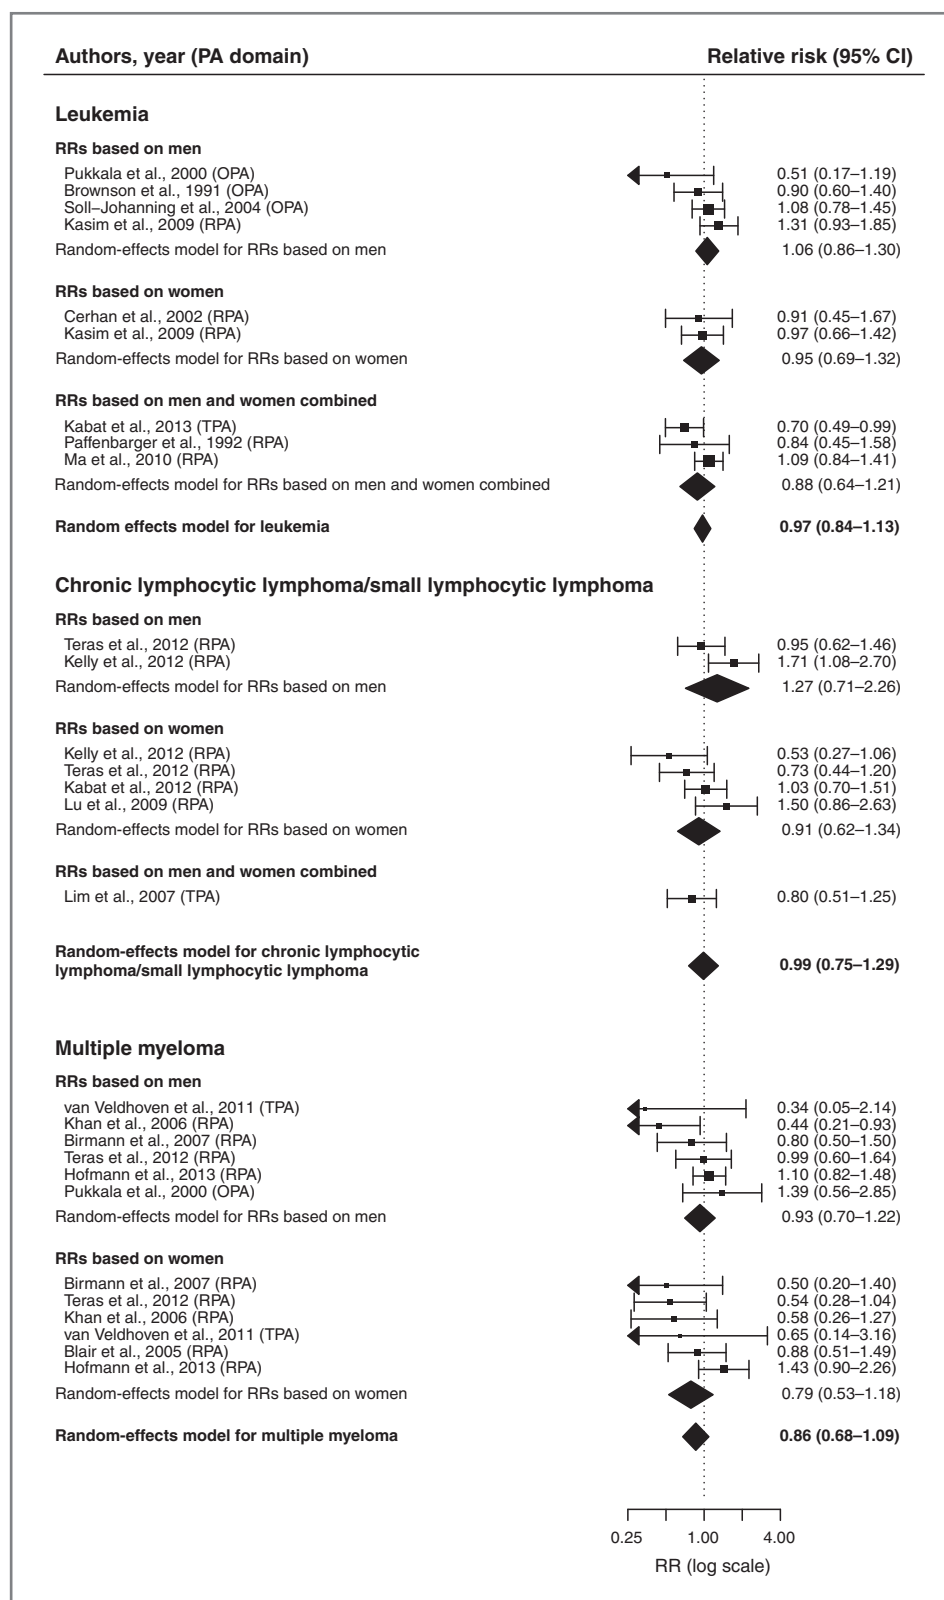 Authors, year (PA domain) Relative risk (95% CI)
Leukemia
RRs based on men
Pukkala et al., 2000 (OPA) 0.51 (0.17–1.19)
Brownson et al., 1991 (OPA) 0.90 (0.60–1.40)
Soll–Johanning et al., 2004 (OPA) 1.08 (0.78–1.45)
Kasim et al., 2009 (RPA) 1.31 (0.93–1.85)
Random-effects model for RRs based on men 1.06 (0.86–1.30)
RRs based on women
Cerhan et al., 2002 (RPA) 0.91 (0.45–1.67)
Kasim et al., 2009 (RPA) 0.97 (0.66–1.42)
Random-effects model for RRs based on women 0.95 (0.69–1.32)
RRs based on men and women combined
Kabat et al., 2013 (TPA) 0.70 (0.49–0.99)
Paffenbarger et al., 1992 (RPA) 0.84 (0.45–1.58)
Ma et al., 2010 (RPA) 1.09 (0.84–1.41)
Random-effects model for RRs based on men and women combined 0.88 (0.64–1.21)
Random effects model for leukemia 0.97 (0.84–1.13)
Chronic lymphocytic lymphoma/small lymphocytic lymphoma
RRs based on men
Teras et al., 2012 (RPA) 0.95 (0.62–1.46)
Kelly et al., 2012 (RPA) 1.71 (1.08–2.70)
Random-effects model for RRs based on men 1.27 (0.71–2.26)
RRs based on women
Kelly et al., 2012 (RPA) 0.53 (0.27–1.06)
Teras et al., 2012 (RPA) 0.73 (0.44–1.20)
Kabat et al., 2012 (RPA) 1.03 (0.70–1.51)
Lu et al., 2009 (RPA) 1.50 (0.86–2.63)
Random-effects model for RRs based on women 0.91 (0.62–1.34)
RRs based on men and women combined
Lim et al., 2007 (TPA) 0.80 (0.51–1.25)
Random-effects model for chronic lymphocytic
lymphoma/small lymphocytic lymphoma 0.99 (0.75–1.29)
Multiple myeloma
RRs based on men
van Veldhoven et al., 2011 (TPA) 0.34 (0.05–2.14)
Khan et al., 2006 (RPA) 0.44 (0.21–0.93)
Birmann et al., 2007 (RPA) 0.80 (0.50–1.50)
Teras et al., 2012 (RPA) 0.99 (0.60–1.64)
Hofmann et al., 2013 (RPA) 1.10 (0.82–1.48)
Pukkala et al., 2000 (OPA) 1.39 (0.56–2.85)
Random-effects model for RRs based on men 0.93 (0.70–1.22)
RRs based on women
Birmann et al., 2007 (RPA) 0.50 (0.20–1.40)
Teras et al., 2012 (RPA) 0.54 (0.28–1.04)
Khan et al., 2006 (RPA) 0.58 (0.26–1.27)
van Veldhoven et al., 2011 (TPA) 0.65 (0.14–3.16)
Blair et al., 2005 (RPA) 0.88 (0.51–1.49)
Hofmann et al., 2013 (RPA) 1.43 (0.90–2.26)
Random-effects model for RRs based on women 0.79 (0.53–1.18)
Random-effects model for multiple myeloma 0.86 (0.68–1.09)
0.25 1.00 4.00
RR (log scale)